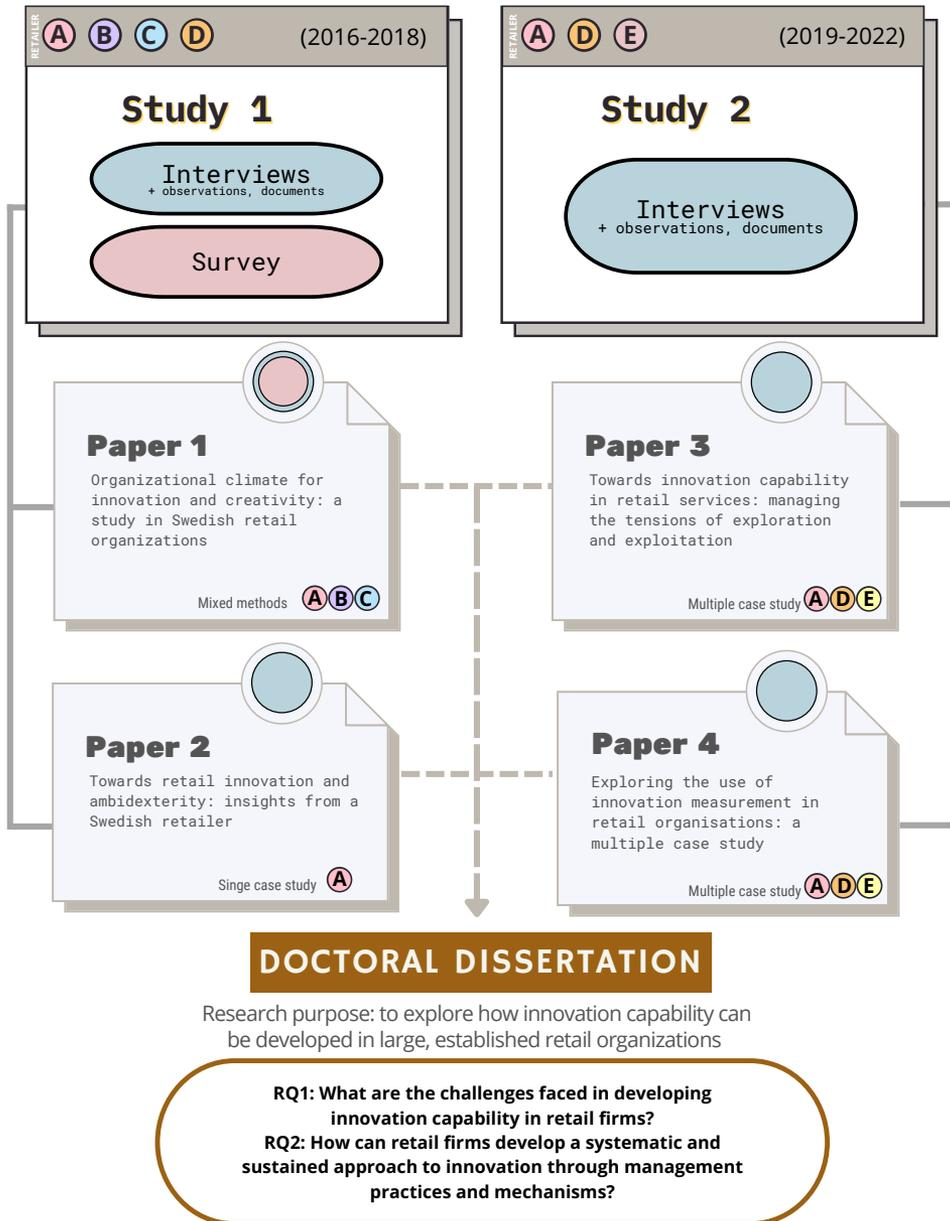 RETAILER
A B C D (2016-2018)
Study 1
Interviews
+ observations, documents
Survey
RETAILER
A D E (2019-2022)
Study 2
Interviews
+ observations, documents
Paper 1
Organizational climate for
innovation and creativity: a
study in Swedish retail
organizations
Mixed methods A B C
Paper 3
Towards innovation capability
in retail services: managing
the tensions of exploration
and exploitation
Multiple case study A D E
Paper 2
Towards retail innovation and
ambidexterity: insights from a
Swedish retailer
Singe case study A
Paper 4
Exploring the use of
innovation measurement in
retail organisations: a
multiple case study
Multiple case study A D E
DOCTORAL DISSERTATION
Research purpose: to explore how innovation capability can
be developed in large, established retail organizations
RQ1: What are the challenges faced in developing
innovation capability in retail firms?
RQ2: How can retail firms develop a systematic and
sustained approach to innovation through management
practices and mechanisms?